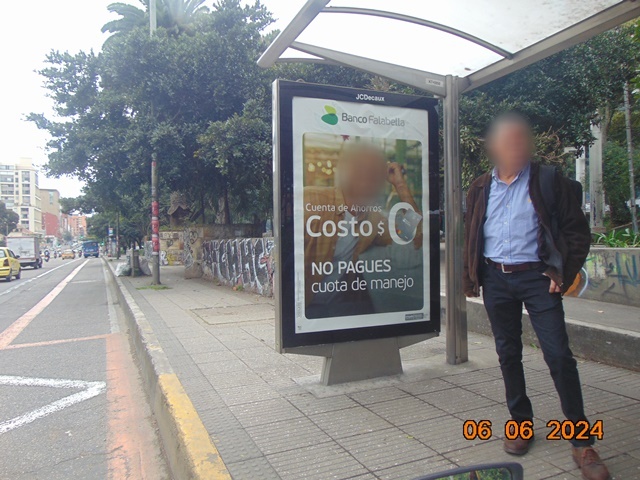 JCDecaux
Banco Falabella
Cuenta de Ahorros
Costo $ 0
NO PAGUES
cuota de manejo
06 06 2024